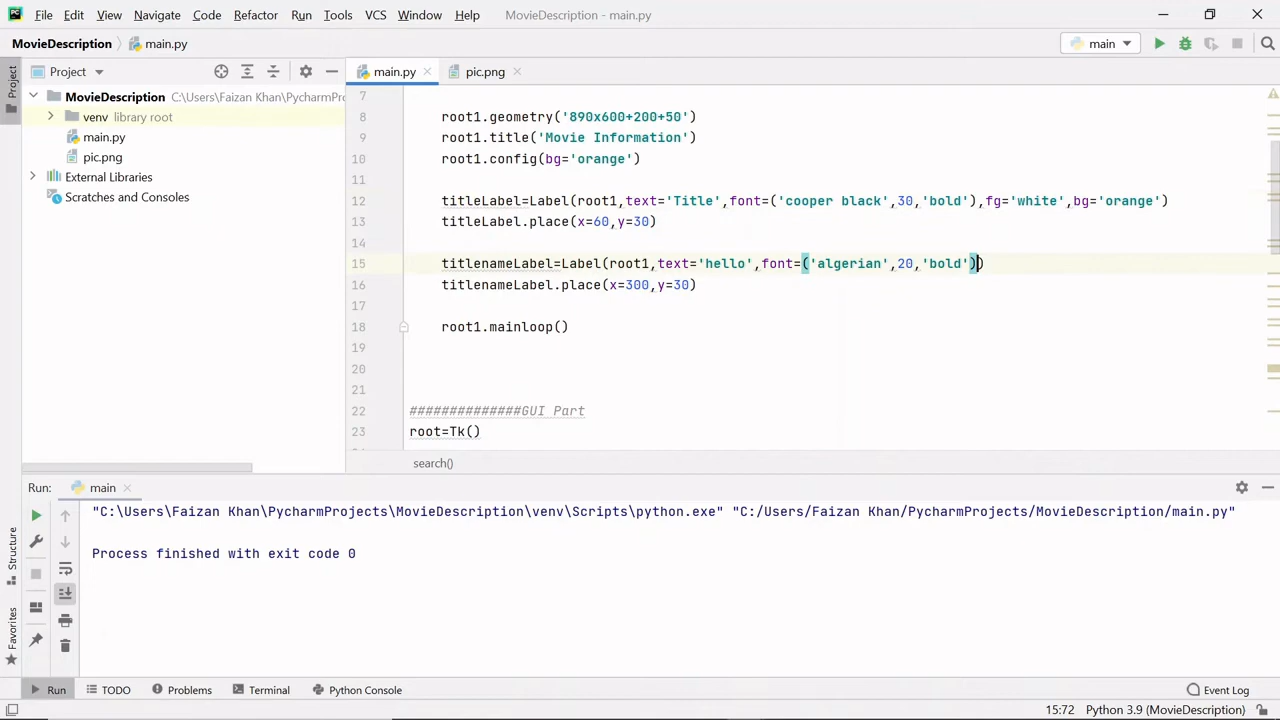 File Edit View Navigate Code Refactor Run Tools VCS Window Help MovieDescription - main.py
MovieDescription main.py main
Project Project main.py pic.png
MovieDescription C:\Users\Faizan Khan\PycharmPro
venv library root
main.py
pic.png
External Libraries
Scratches and Consoles
7
8 root1.geometry('890x600+200+50')
9 root1.title('Movie Information')
10 root1.config(bg='orange')
11
12 titleLabel=Label(root1,text='Title',font=('cooper black',30,'bold'),fg='white',bg='orange')
13 titleLabel.place(x=60,y=30)
14
15 titlenameLabel=Label(root1,text='hello',font=('algerian',20,'bold'))
16 titlenameLabel.place(x=300,y=30)
17
18 root1.mainloop()
19
20
21
22 ##############GUI Part
23 root=Tk()
search()
Run: main
"C:\Users\Faizan Khan\PycharmProjects\MovieDescription\venv\Scripts\python.exe" "C:/Users/Faizan Khan/PycharmProjects/MovieDescription/main.py"
Process finished with exit code 0
Structure
Favorites
Run TODO Problems Terminal Python Console Event Log
15:72 Python 3.9 (MovieDescription)